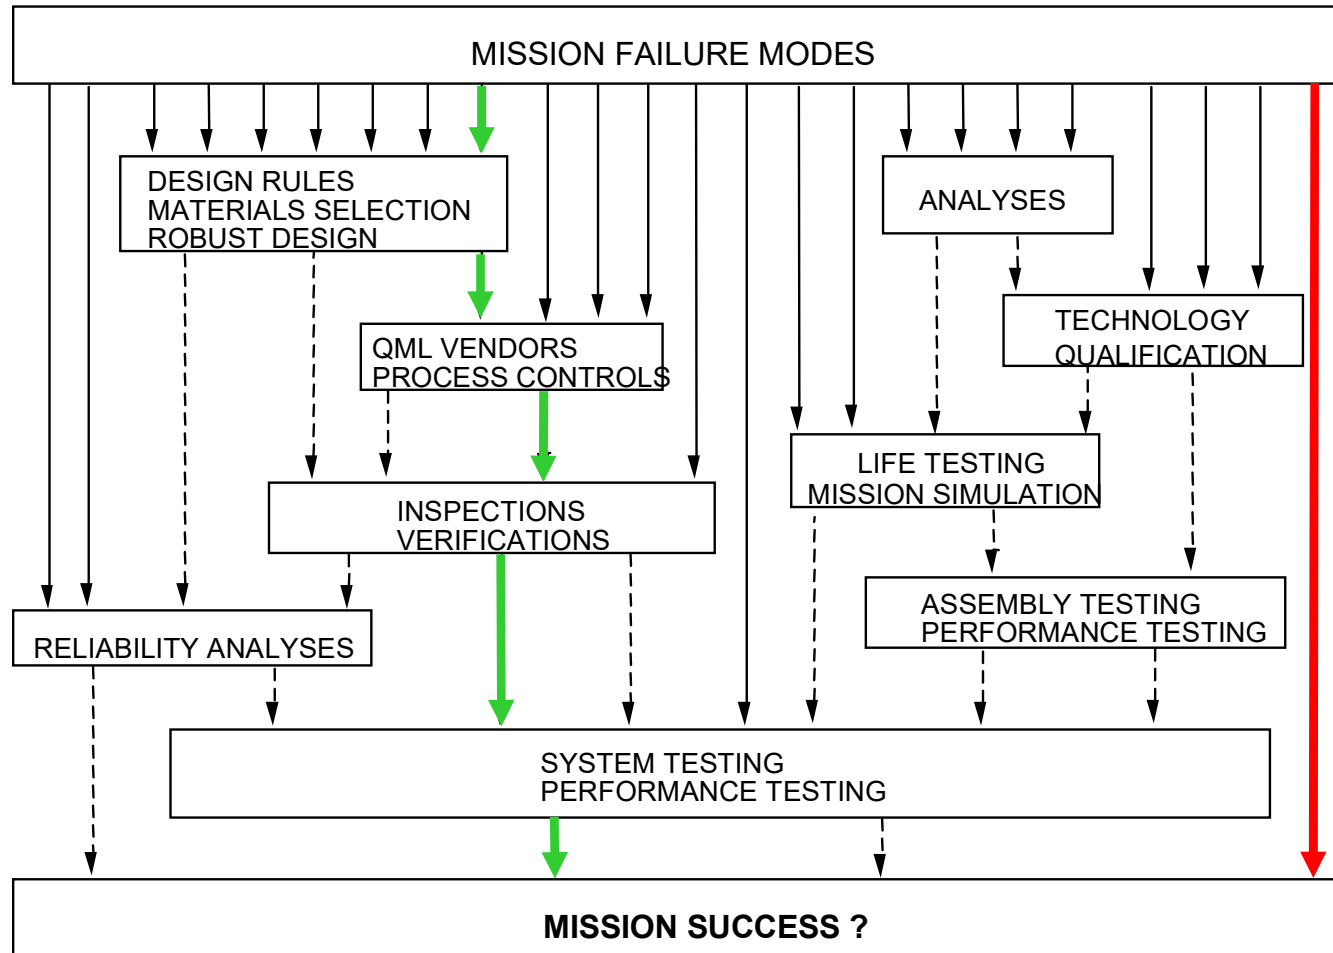 MISSION FAILURE MODES
DESIGN RULES
MATERIALS SELECTION
ROBUST DESIGN
ANALYSES
QML VENDORS
PROCESS CONTROLS
TECHNOLOGY
QUALIFICATION
LIFE TESTING
MISSION SIMULATION
INSPECTIONS
VERIFICATIONS
ASSEMBLY TESTING
PERFORMANCE TESTING
RELIABILITY ANALYSES
SYSTEM TESTING
PERFORMANCE TESTING
MISSION SUCCESS ?